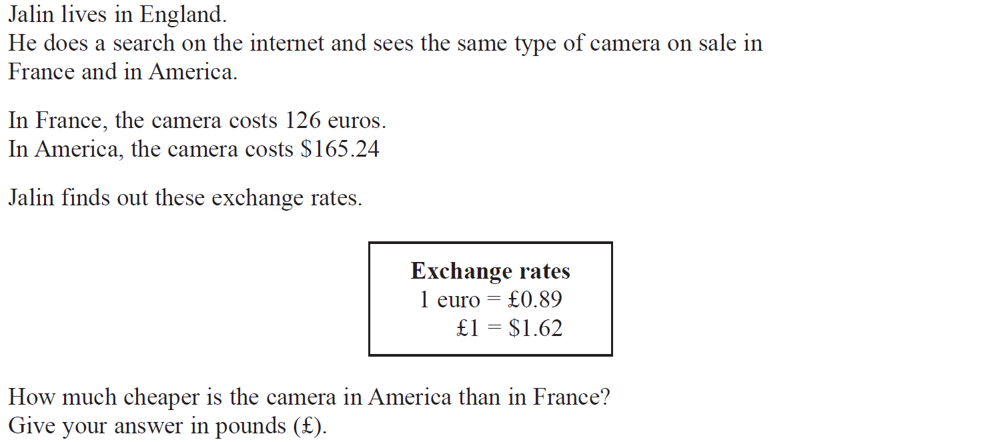 Jalin lives in England.
He does a search on the internet and sees the same type of camera on sale in
France and in America.
In France, the camera costs 126 euros.
In America, the camera costs $165.24
Jalin finds out these exchange rates.
Exchange rates
1 euro = £0.89
£1 = $1.62
How much cheaper is the camera in America than in France?
Give your answer in pounds (£).